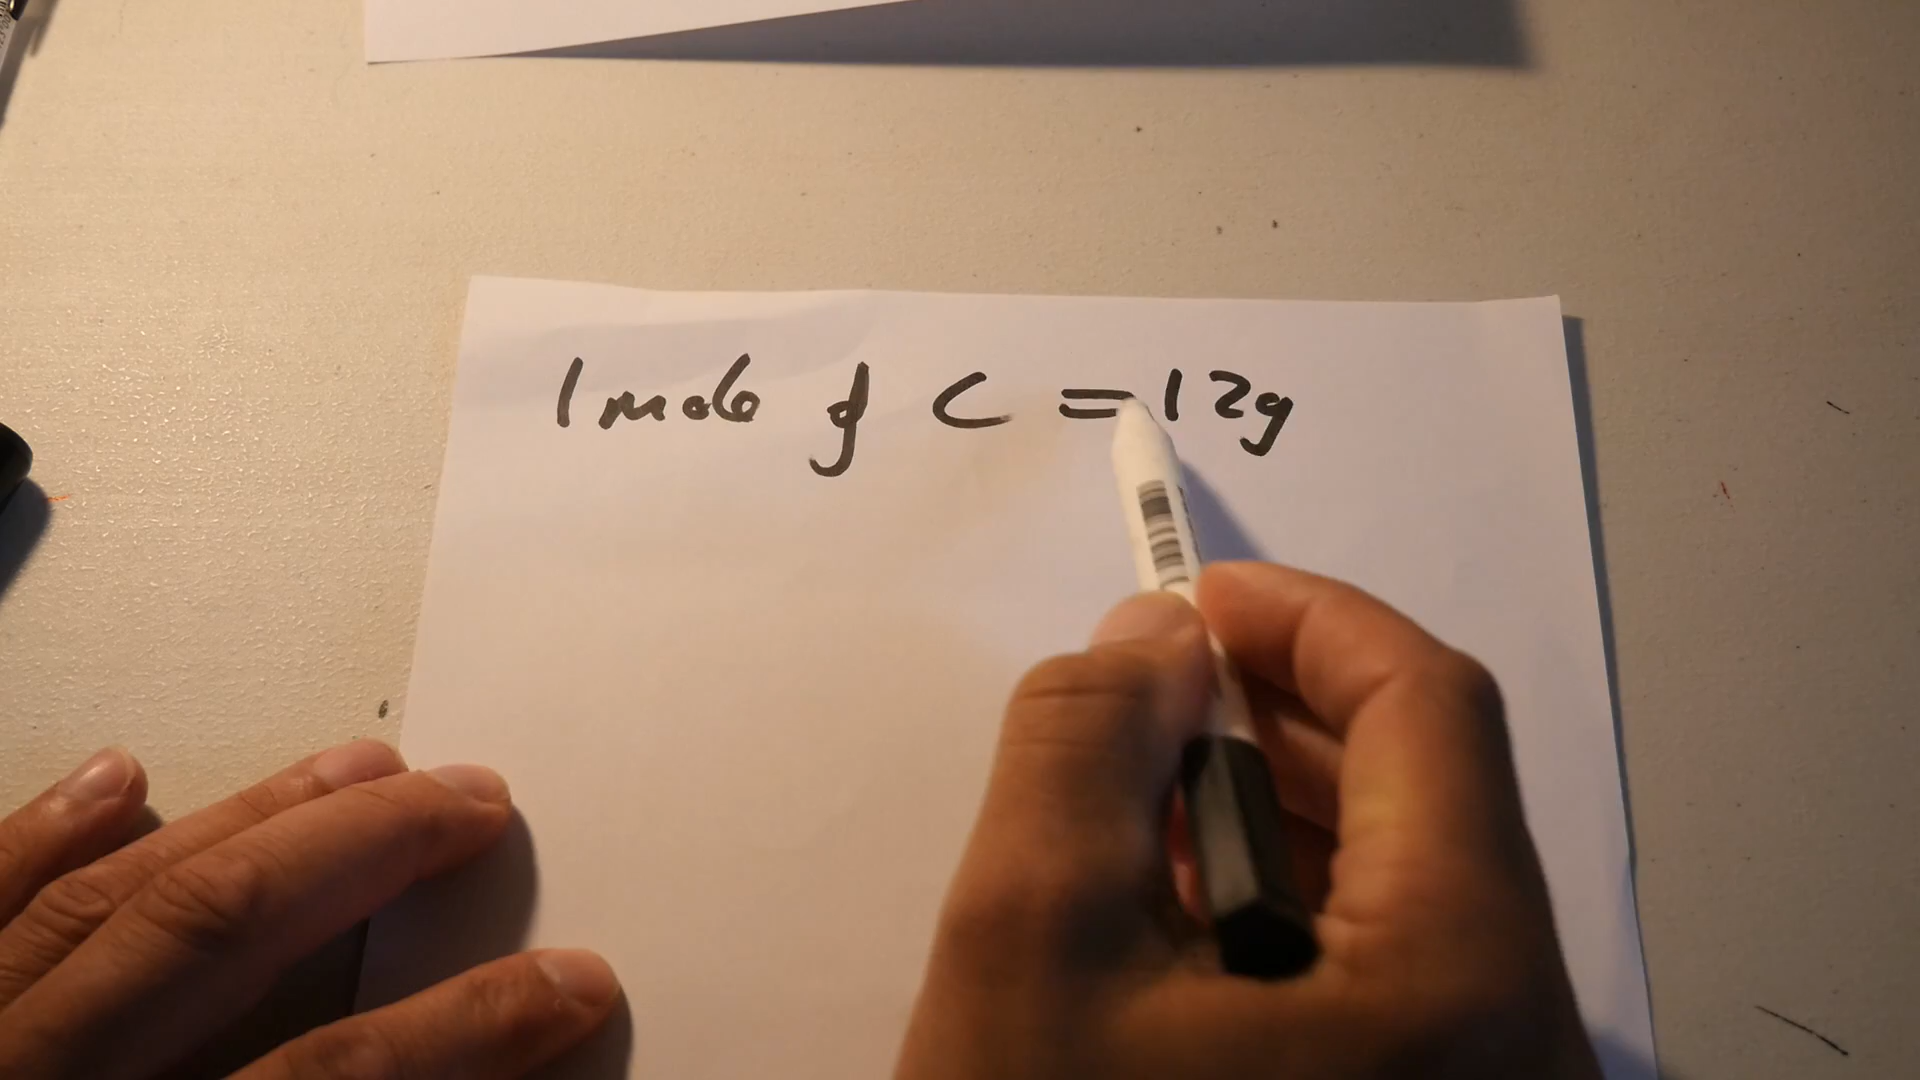 1 mole of C = 12g